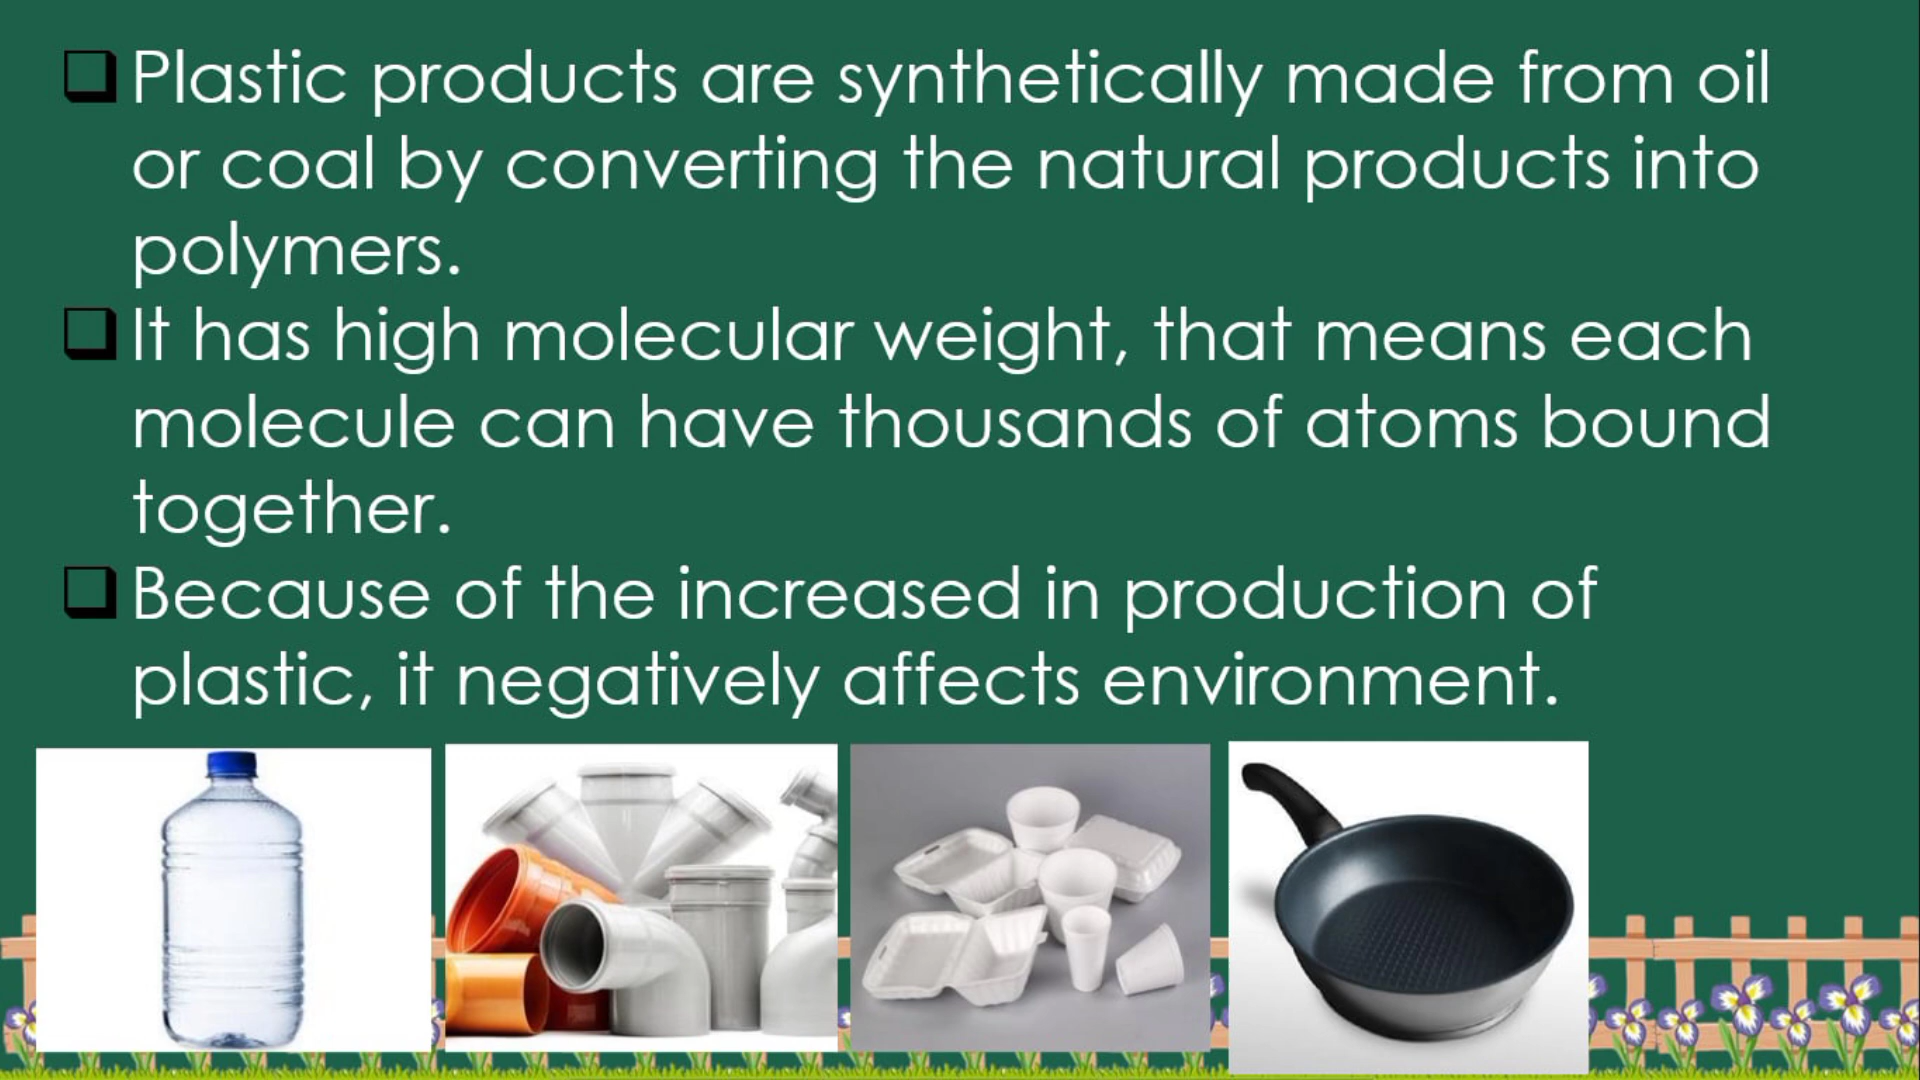 Plastic products are synthetically made from oil
or coal by converting the natural products into
polymers.
It has high molecular weight, that means each
molecule can have thousands of atoms bound
together.
Because of the increased in production of
plastic, it negatively affects environment.